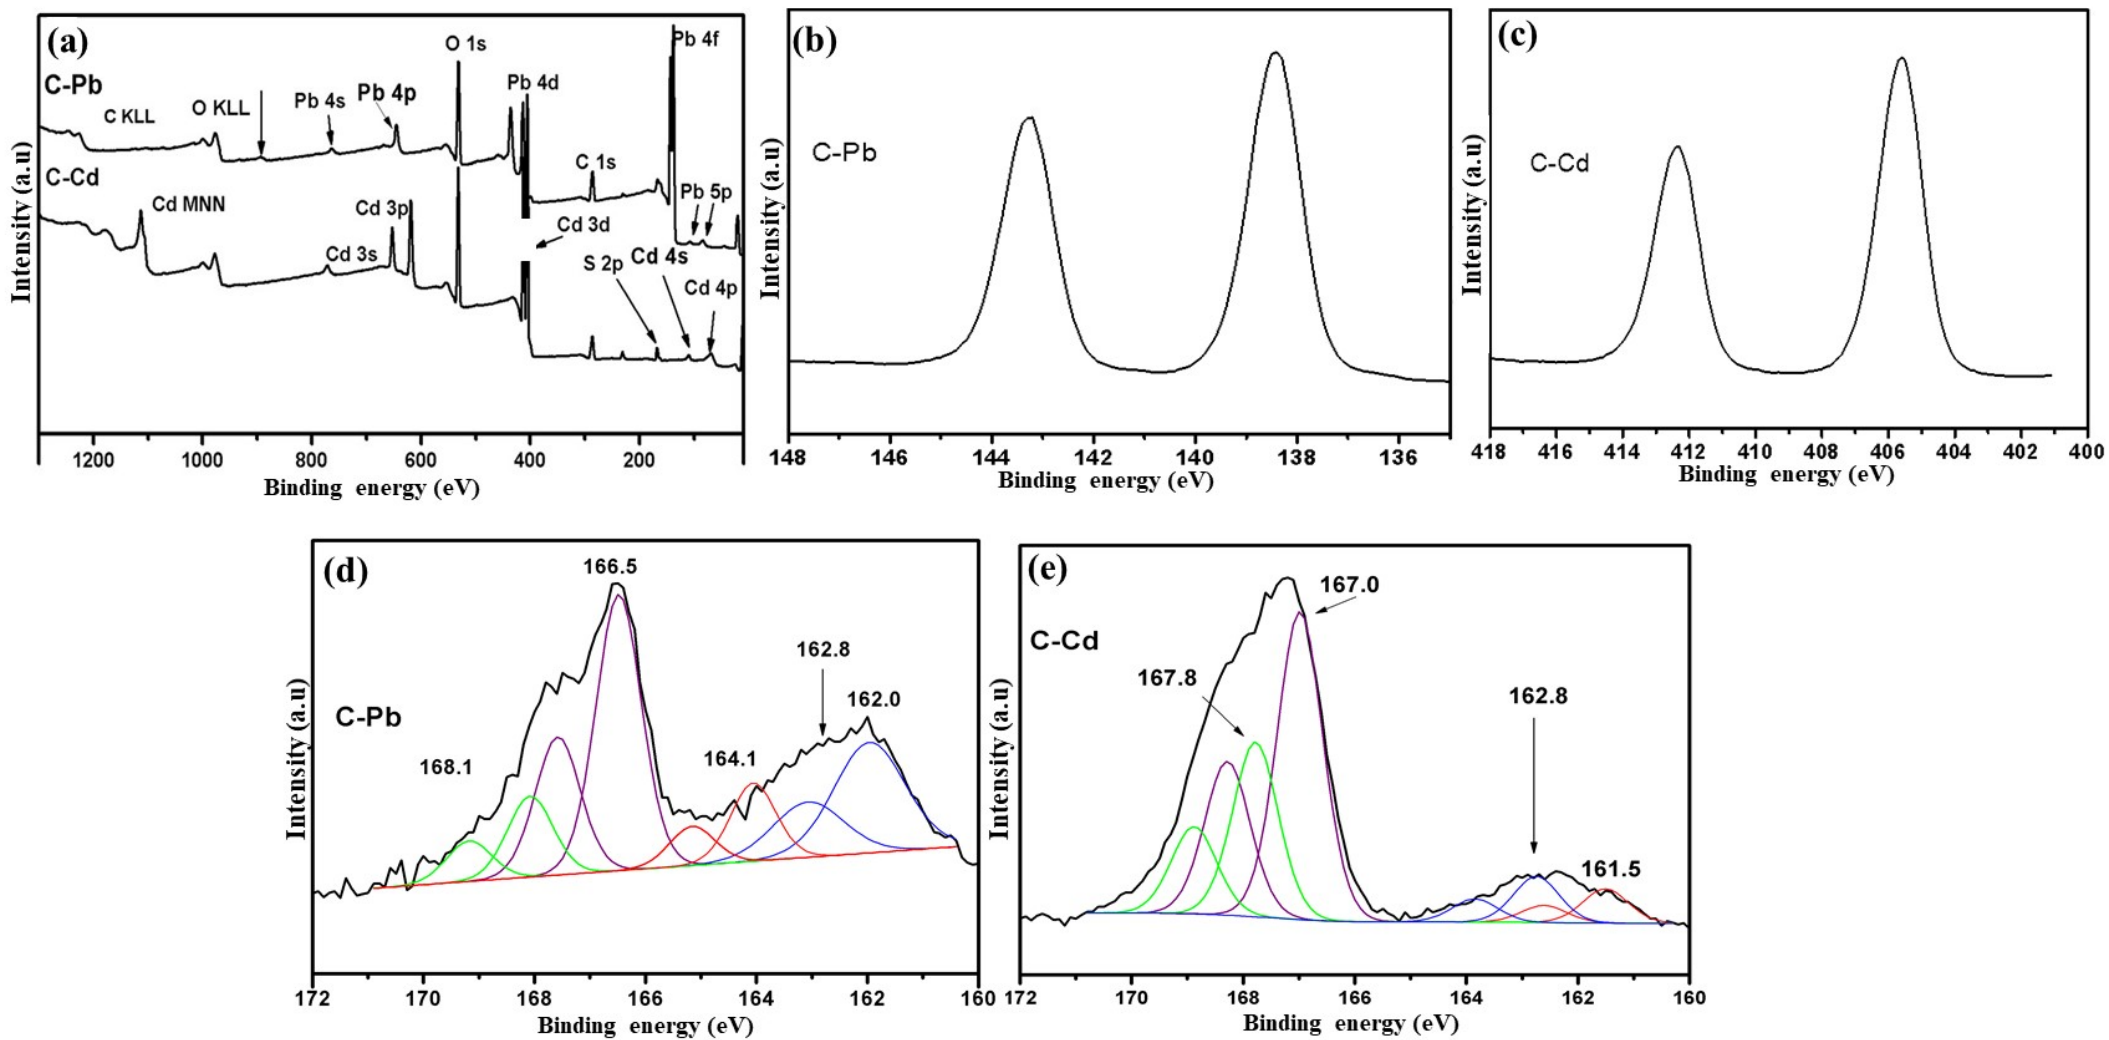 (a)
C-Pb
C KLL
O KLL
Pb 4s
Pb 4p
O 1s
Pb 4d
Pb 4f
C 1s
Pb 5p
C-Cd
Cd MNN
Cd 3s
Cd 3p
Cd 3d
S 2p
Cd 4s
Cd 4p
Intensity (a.u)
1200 1000 800 600 400 200
Binding energy (eV)
(b)
C-Pb
Intensity (a.u)
148 146 144 142 140 138 136
Binding energy (eV)
(c)
C-Cd
Intensity (a.u)
418 416 414 412 410 408 406 404 402 400
Binding energy (eV)
(d)
166.5
162.8
162.0
C-Pb
168.1
164.1
Intensity (a.u)
172 170 168 166 164 162 160
Binding energy (eV)
(e)
167.0
C-Cd
167.8
162.8
161.5
Intensity (a.u)
172 170 168 166 164 162 160
Binding energy (eV)